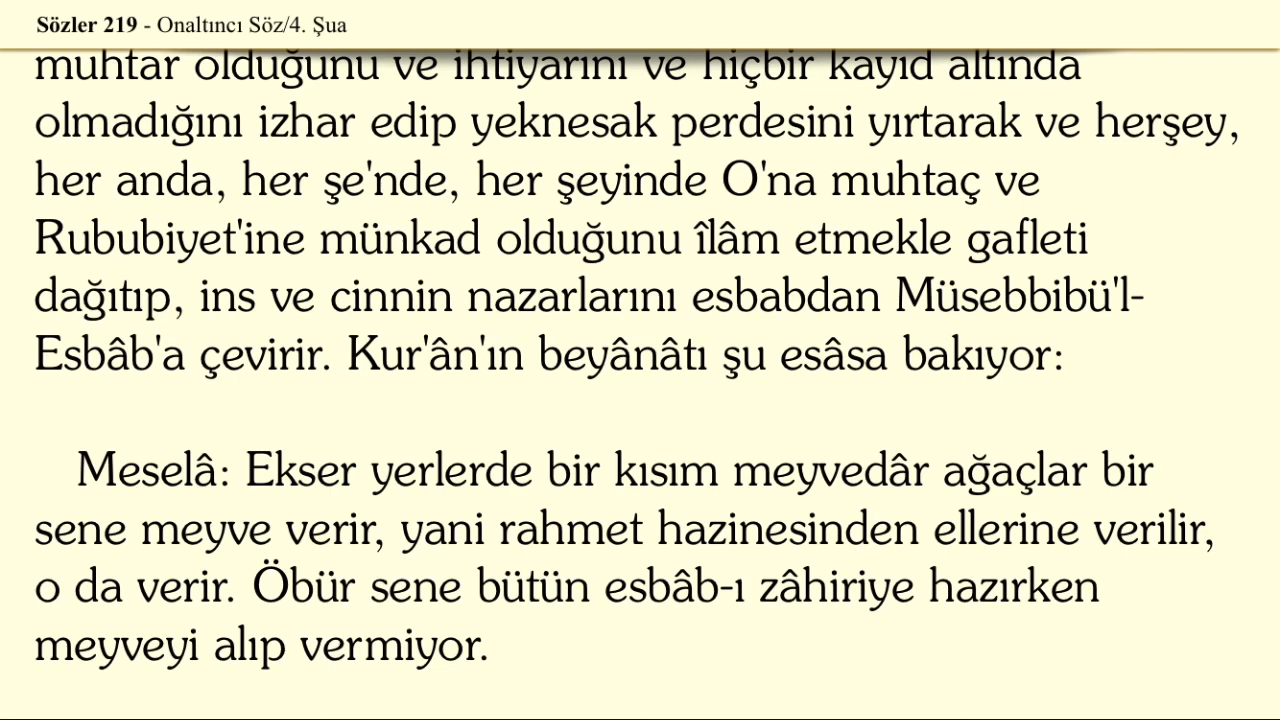 Sözler 219 - Onaltıncı Söz/4. Şua
muhtar olduğunu ve ihtiyarını ve hiçbir kayıd altında
olmadığını izhar edip yeknesak perdesini yırtarak ve herşey,
her anda, her şe'nde, her şeyinde O'na muhtaç ve
Rububiyet'ine münkad olduğunu îlâm etmekle gafleti
dağıtıp, ins ve cinnin nazarlarını esbabdan Müsebbibü'l-
Esbâb'a çevirir. Kur'ân'ın beyânâtı şu esâsa bakıyor:
Meselâ: Ekser yerlerde bir kısım meyvedâr ağaçlar bir
sene meyve verir, yani rahmet hazinesinden ellerine verilir,
o da verir. Öbür sene bütün esbâb-ı zâhiriye hazırken
meyveyi alıp vermiyor.